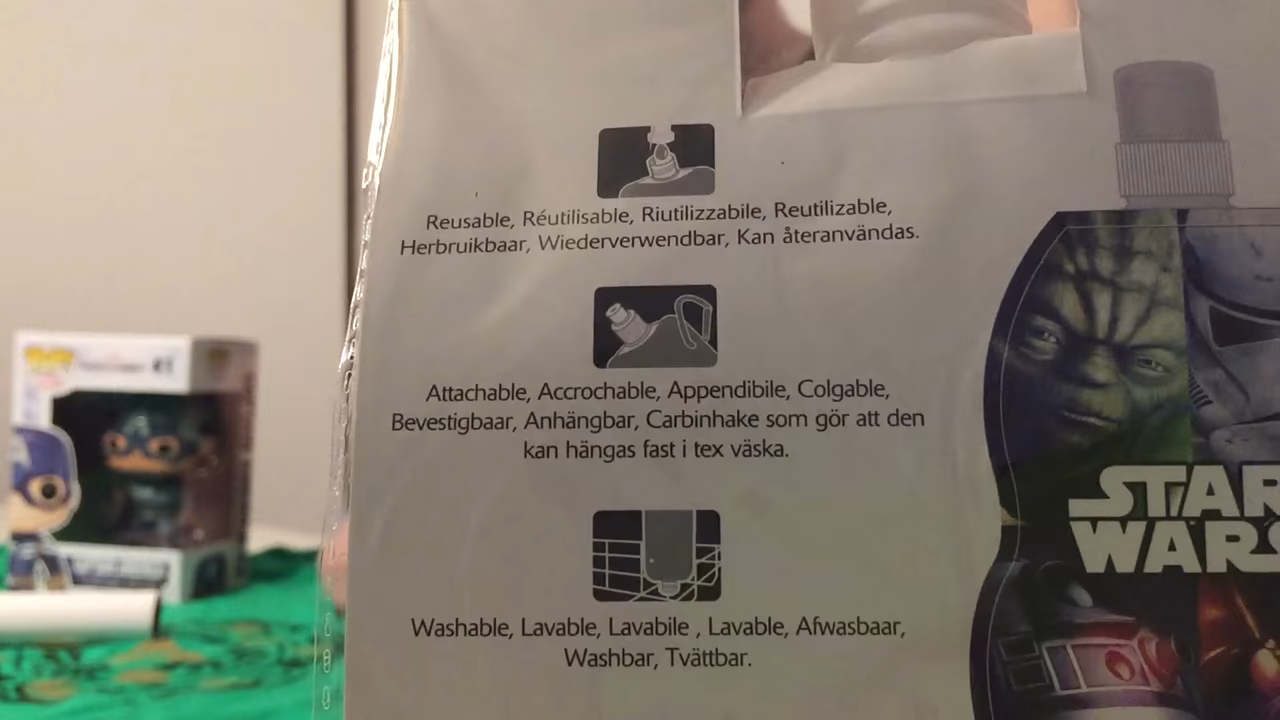 Reusable, Réutilisable, Riutilizzabile, Reutilizable,
Herbruikbaar, Wiederverwendbar, Kan återanvändas.
Attachable, Accrochable, Appendibile, Colgable,
Bevestigbaar, Anhängbar, Carbinhake som gör att den
kan hängas fast i tex väska.
Washable, Lavable, Lavabile , Lavable, Afwasbaar,
Washbar, Tvättbar.
STAR
WARS
POP